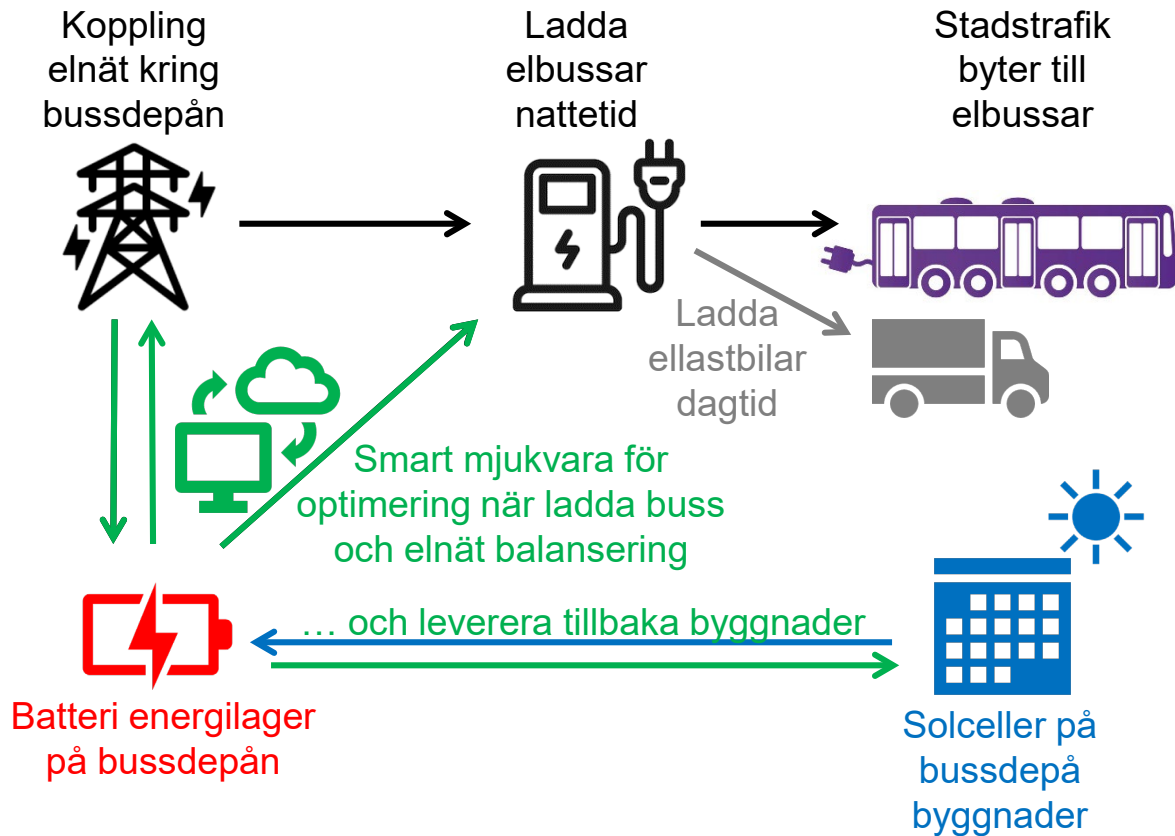 Koppling
elnät kring
bussdepån
Ladda
elbussar
nattetid
Stadstrafik
byter till
elbussar
Ladda
ellastbilar
dagtid
Smart mjukvara för
optimering när ladda buss
och elnät balansering
… och leverera tillbaka byggnader
Batteri energilager
på bussdepån
Solceller på
bussdepå
byggnader